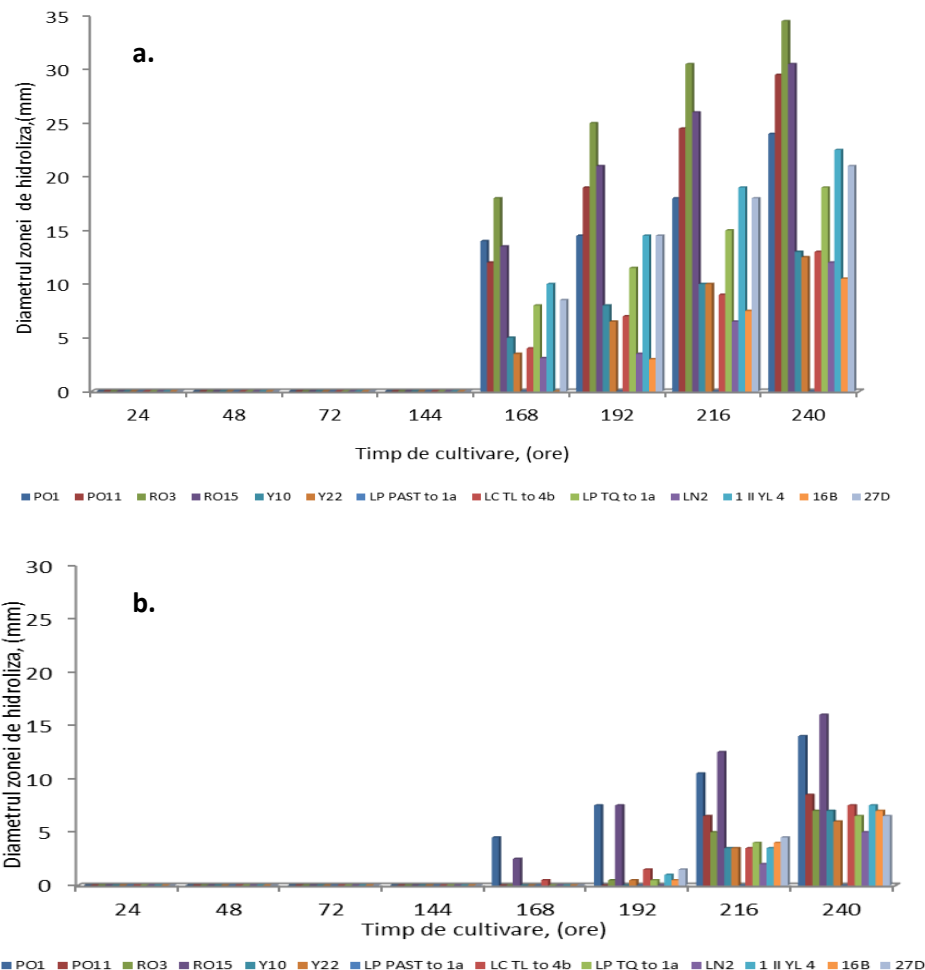 a.
Diametrul zonei de hidroliza,(mm)
35
30
25
20
15
10
5
0
24 48 72 144 168 192 216 240
Timp de cultivare, (ore)
PO1 PO11 RO3 RO15 Y10 Y22 LP PAST to 1a LC TL to 4b LP TQ to 1a LN2 1 II YL 4 16B 27D
b.
Diametrul zonei de hidroliza, (mm)
30
25
20
15
10
5
0
24 48 72 144 168 192 216 240
Timp de cultivare, (ore)
PO1 PO11 RO3 RO15 Y10 Y22 LP PAST to 1a LC TL to 4b LP TQ to 1a LN2 1 II YL 4 16B 27D